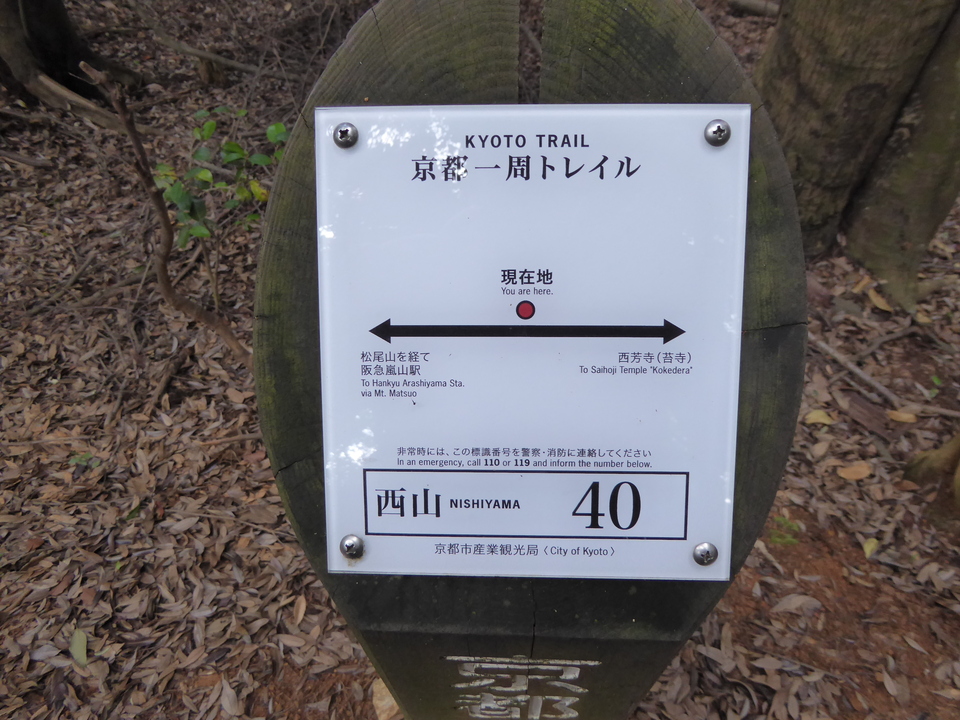 KYOTO TRAIL
京都一周トレイル
現在地
You are here.
松尾山を経て
阪急嵐山駅
To Hankyu Arashiyama Sta.
via Mt. Matsuo
西芳寺(苔寺)
To Saihoji Temple "Kokedera"
非常時には、この標識番号を警察・消防に連絡してください
In an emergency, call 110 or 119 and inform the number below.
西山 NISHIYAMA 40
京都市産業観光局〈City of Kyoto〉